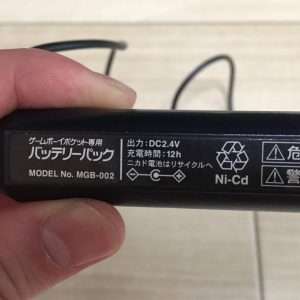 ゲームボーイポケット専用
バッテリーパック
MODEL No. MGB-002
出力：DC2.4V
充電時間：12h
ニカド電池はリサイクルへ
Ni-Cd
危
警